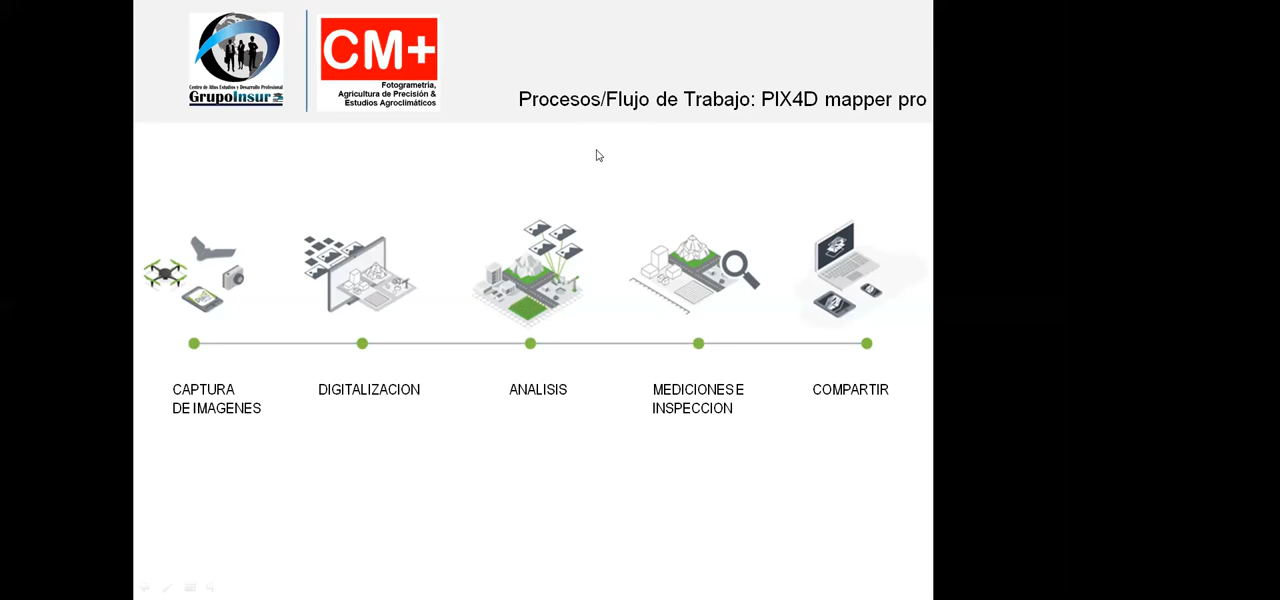 Centro de Altos Estudios y Desarrollo Profesional
GrupoInsur
CM+
Fotogrametria,
Agricultura de Precisión &
Estudios Agroclimáticos
Procesos/Flujo de Trabajo: PIX4D mapper pro
CAPTURA
DE IMAGENES
DIGITALIZACION
ANALISIS
MEDICIONES E
INSPECCION
COMPARTIR